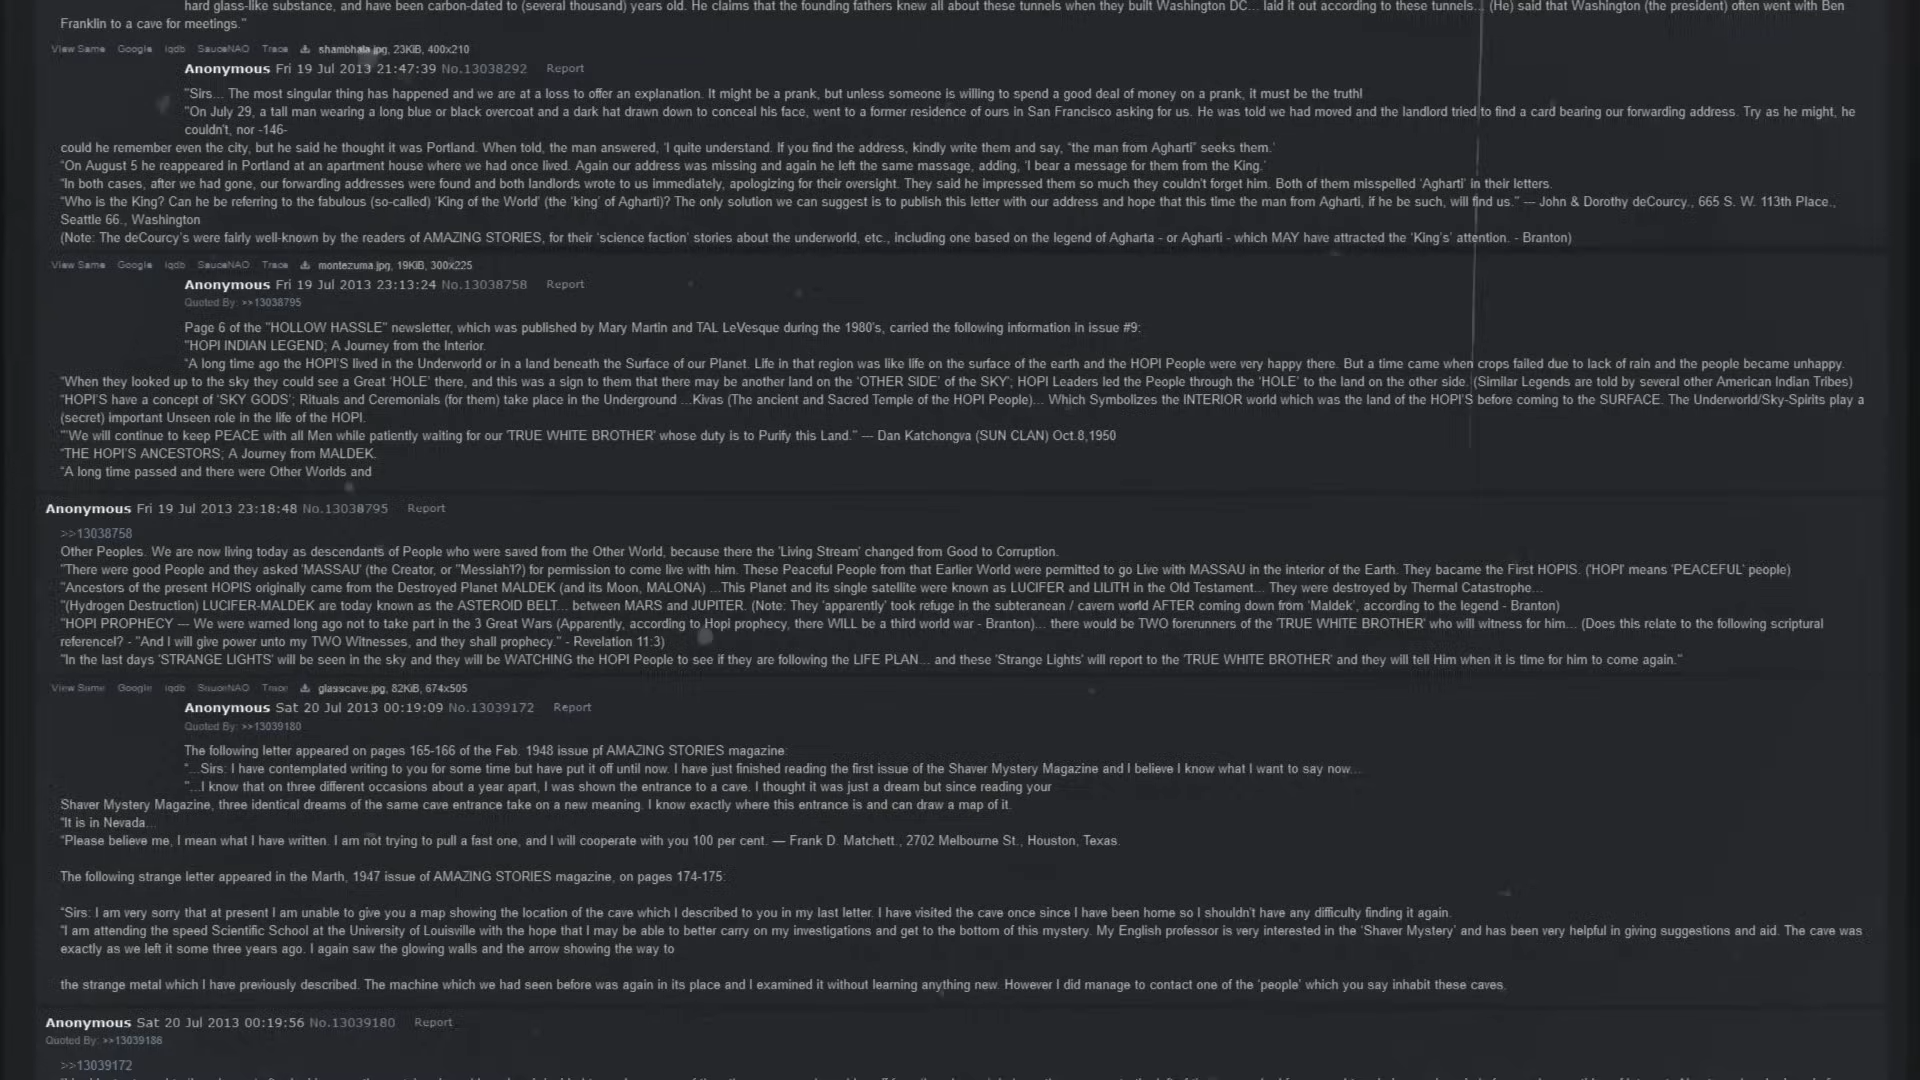 hard glass-like substance, and have been carbon-dated to (several thousand) years old. He claims that the founding fathers knew all about these tunnels when they built Washington DC... laid it out according to these tunnels... (He) said that Washington (the president) often went with Ben
Franklin to a cave for meetings."
View Same Google iqdb SauceNAO Trace shambhala.jpg, 23KiB, 400x210
Anonymous Fri 19 Jul 2013 21:47:39 No.13038292 Report
"Sirs... The most singular thing has happened and we are at a loss to offer an explanation. It might be a prank, but unless someone is willing to spend a good deal of money on a prank, it must be the truth!
"On July 29, a tall man wearing a long blue or black overcoat and a dark hat drawn down to conceal his face, went to a former residence of ours in San Francisco asking for us. He was told we had moved and the landlord tried to find a card bearing our forwarding address. Try as he might, he
couldn't, nor -146-
could he remember even the city, but he said he thought it was Portland. When told, the man answered, 'I quite understand. If you find the address, kindly write them and say, "the man from Agharti" seeks them.'
"On August 5 he reappeared in Portland at an apartment house where we had once lived. Again our address was missing and again he left the same massage, adding, 'I bear a message for them from the King.'
"In both cases, after we had gone, our forwarding addresses were found and both landlords wrote to us immediately, apologizing for their oversight. They said he impressed them so much they couldn't forget him. Both of them misspelled 'Agharti' in their letters.
"Who is the King? Can he be referring to the fabulous (so-called) 'King of the World' (the 'king' of Agharti)? The only solution we can suggest is to publish this letter with our address and hope that this time the man from Agharti, if he be such, will find us." --- John & Dorothy deCourcy., 665 S. W. 113th Place.,
Seattle 66., Washington
(Note: The deCourcy's were fairly well-known by the readers of AMAZING STORIES, for their 'science faction' stories about the underworld, etc., including one based on the legend of Agharta - or Agharti - which MAY have attracted the 'King's' attention. - Branton)
View Same Google iqdb SauceNAO Trace montezuma.jpg, 19KiB, 300x225
Anonymous Fri 19 Jul 2013 23:13:24 No.13038758 Report
Quoted By: >>13038795
Page 6 of the "HOLLOW HASSLE" newsletter, which was published by Mary Martin and TAL LeVesque during the 1980's, carried the following information in issue #9:
"HOPI INDIAN LEGEND; A Journey from the Interior.
"A long time ago the HOPI'S lived in the Underworld or in a land beneath the Surface of our Planet. Life in that region was like life on the surface of the earth and the HOPI People were very happy there. But a time came when crops failed due to lack of rain and the people became unhappy.
"When they looked up to the sky they could see a Great 'HOLE' there, and this was a sign to them that there may be another land on the 'OTHER SIDE' of the SKY'; HOPI Leaders led the People through the 'HOLE' to the land on the other side. (Similar Legends are told by several other American Indian Tribes)
"HOPI'S have a concept of 'SKY GODS'; Rituals and Ceremonials (for them) take place in the Underground ...Kivas (The ancient and Sacred Temple of the HOPI People)... Which Symbolizes the INTERIOR world which was the land of the HOPI'S before coming to the SURFACE. The Underworld/Sky-Spirits play a
(secret) important Unseen role in the life of the HOPI.
"'We will continue to keep PEACE with all Men while patiently waiting for our 'TRUE WHITE BROTHER' whose duty is to Purify this Land." --- Dan Katchongva (SUN CLAN) Oct.8,1950
"THE HOPI'S ANCESTORS; A Journey from MALDEK.
"A long time passed and there were Other Worlds and
Anonymous Fri 19 Jul 2013 23:18:48 No.13038795 Report
>>13038758
Other Peoples. We are now living today as descendants of People who were saved from the Other World, because there the 'Living Stream' changed from Good to Corruption.
"There were good People and they asked 'MASSAU' (the Creator, or "Messiah'!?) for permission to come live with him. These Peaceful People from that Earlier World were permitted to go Live with MASSAU in the interior of the Earth. They bacame the First HOPIS. ('HOPI' means 'PEACEFUL' people)
"Ancestors of the present HOPIS originally came from the Destroyed Planet MALDEK (and its Moon, MALONA) ...This Planet and its single satellite were known as LUCIFER and LILITH in the Old Testament... They were destroyed by Thermal Catastrophe...
"(Hydrogen Destruction) LUCIFER-MALDEK are today known as the ASTEROID BELT... between MARS and JUPITER. (Note: They 'apparently' took refuge in the subteranean / cavern world AFTER coming down from 'Maldek', according to the legend - Branton)
"HOPI PROPHECY --- We were warned long ago not to take part in the 3 Great Wars (Apparently, according to Hopi prophecy, there WILL be a third world war - Branton)... there would be TWO forerunners of the 'TRUE WHITE BROTHER' who will witness for him... (Does this relate to the following scriptural
reference!? - "And I will give power unto my TWO Witnesses, and they shall prophecy." - Revelation 11:3)
"In the last days 'STRANGE LIGHTS' will be seen in the sky and they will be WATCHING the HOPI People to see if they are following the LIFE PLAN... and these 'Strange Lights' will report to the 'TRUE WHITE BROTHER' and they will tell Him when it is time for him to come again."
View Same Google iqdb SauceNAO Trace glasscave.jpg, 82KiB, 674x505
Anonymous Sat 20 Jul 2013 00:19:09 No.13039172 Report
Quoted By: >>13039180
The following letter appeared on pages 165-166 of the Feb. 1948 issue pf AMAZING STORIES magazine:
"...Sirs: I have contemplated writing to you for some time but have put it off until now. I have just finished reading the first issue of the Shaver Mystery Magazine and I believe I know what I want to say now...
"...I know that on three different occasions about a year apart, I was shown the entrance to a cave. I thought it was just a dream but since reading your
Shaver Mystery Magazine, three identical dreams of the same cave entrance take on a new meaning. I know exactly where this entrance is and can draw a map of it.
"It is in Nevada...
"Please believe me, I mean what I have written. I am not trying to pull a fast one, and I will cooperate with you 100 per cent. --- Frank D. Matchett., 2702 Melbourne St., Houston, Texas.
The following strange letter appeared in the Marth, 1947 issue of AMAZING STORIES magazine, on pages 174-175:
"Sirs: I am very sorry that at present I am unable to give you a map showing the location of the cave which I described to you in my last letter. I have visited the cave once since I have been home so I shouldn't have any difficulty finding it again.
"I am attending the speed Scientific School at the University of Louisville with the hope that I may be able to better carry on my investigations and get to the bottom of this mystery. My English professor is very interested in the 'Shaver Mystery' and has been very helpful in giving suggestions and aid. The cave was
exactly as we left it some three years ago. I again saw the glowing walls and the arrow showing the way to
the strange metal which I have previously described. The machine which we had seen before was again in its place and I examined it without learning anything new. However I did manage to contact one of the 'people' which you say inhabit these caves.
Anonymous Sat 20 Jul 2013 00:19:56 No.13039180 Report
Quoted By: >>13039186
>>13039172